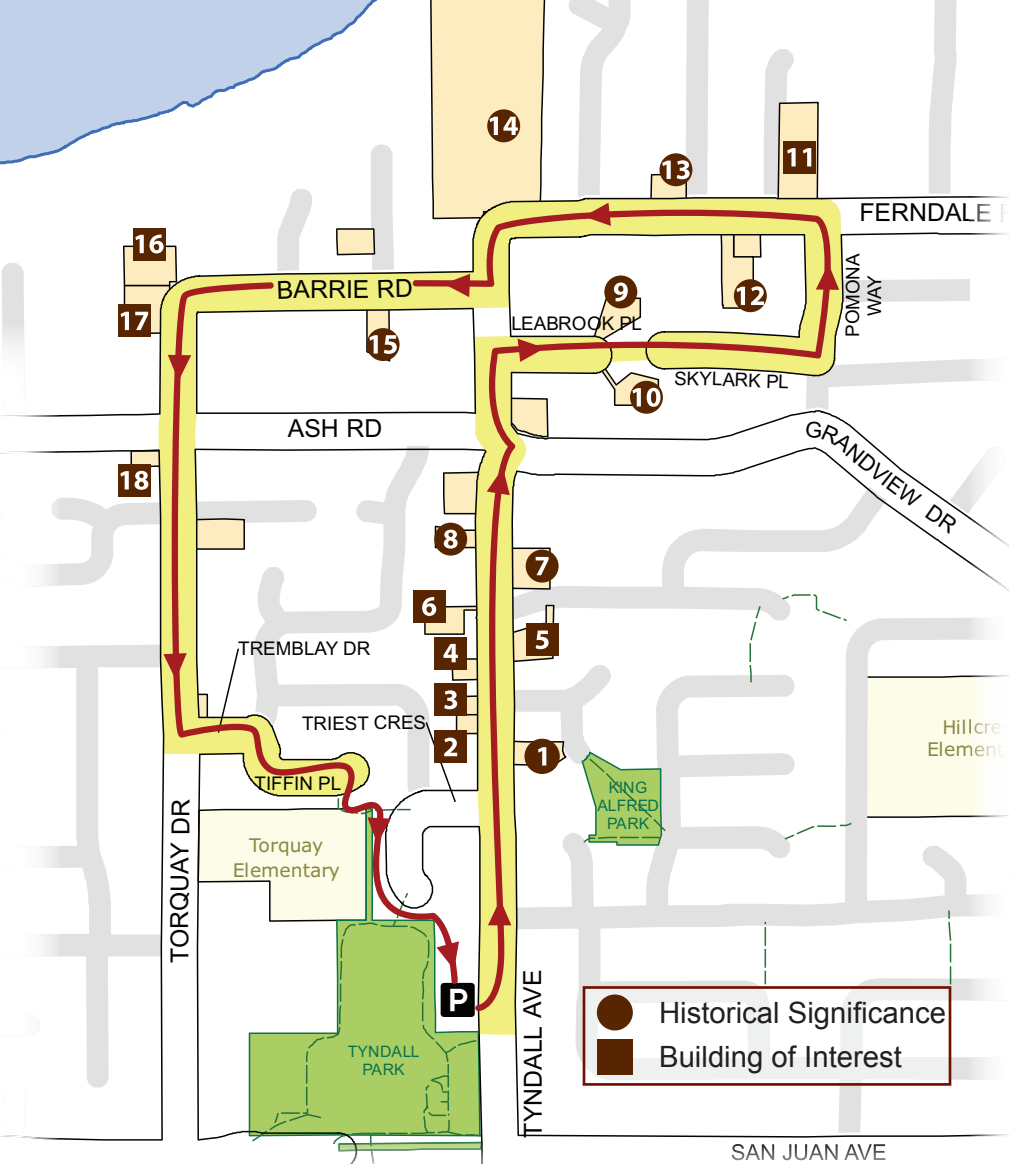 14
13
11
FERNDALE
16
BARRIE RD
9
12
POMONA
WAY
17
LEABROOK PL
15
SKYLARK PL
10
ASH RD
GRANDVIEW DR
18
8
7
6
5
TREMBLAY DR
4
3
TRIEST CRES
2
1
Hillcre
Element
TIFFIN PL
KING
ALFRED
PARK
Torquay
Elementary
TORQUAY DR
P
TYNDALL AVE
Historical Significance
Building of Interest
TYNDALL
PARK
SAN JUAN AVE